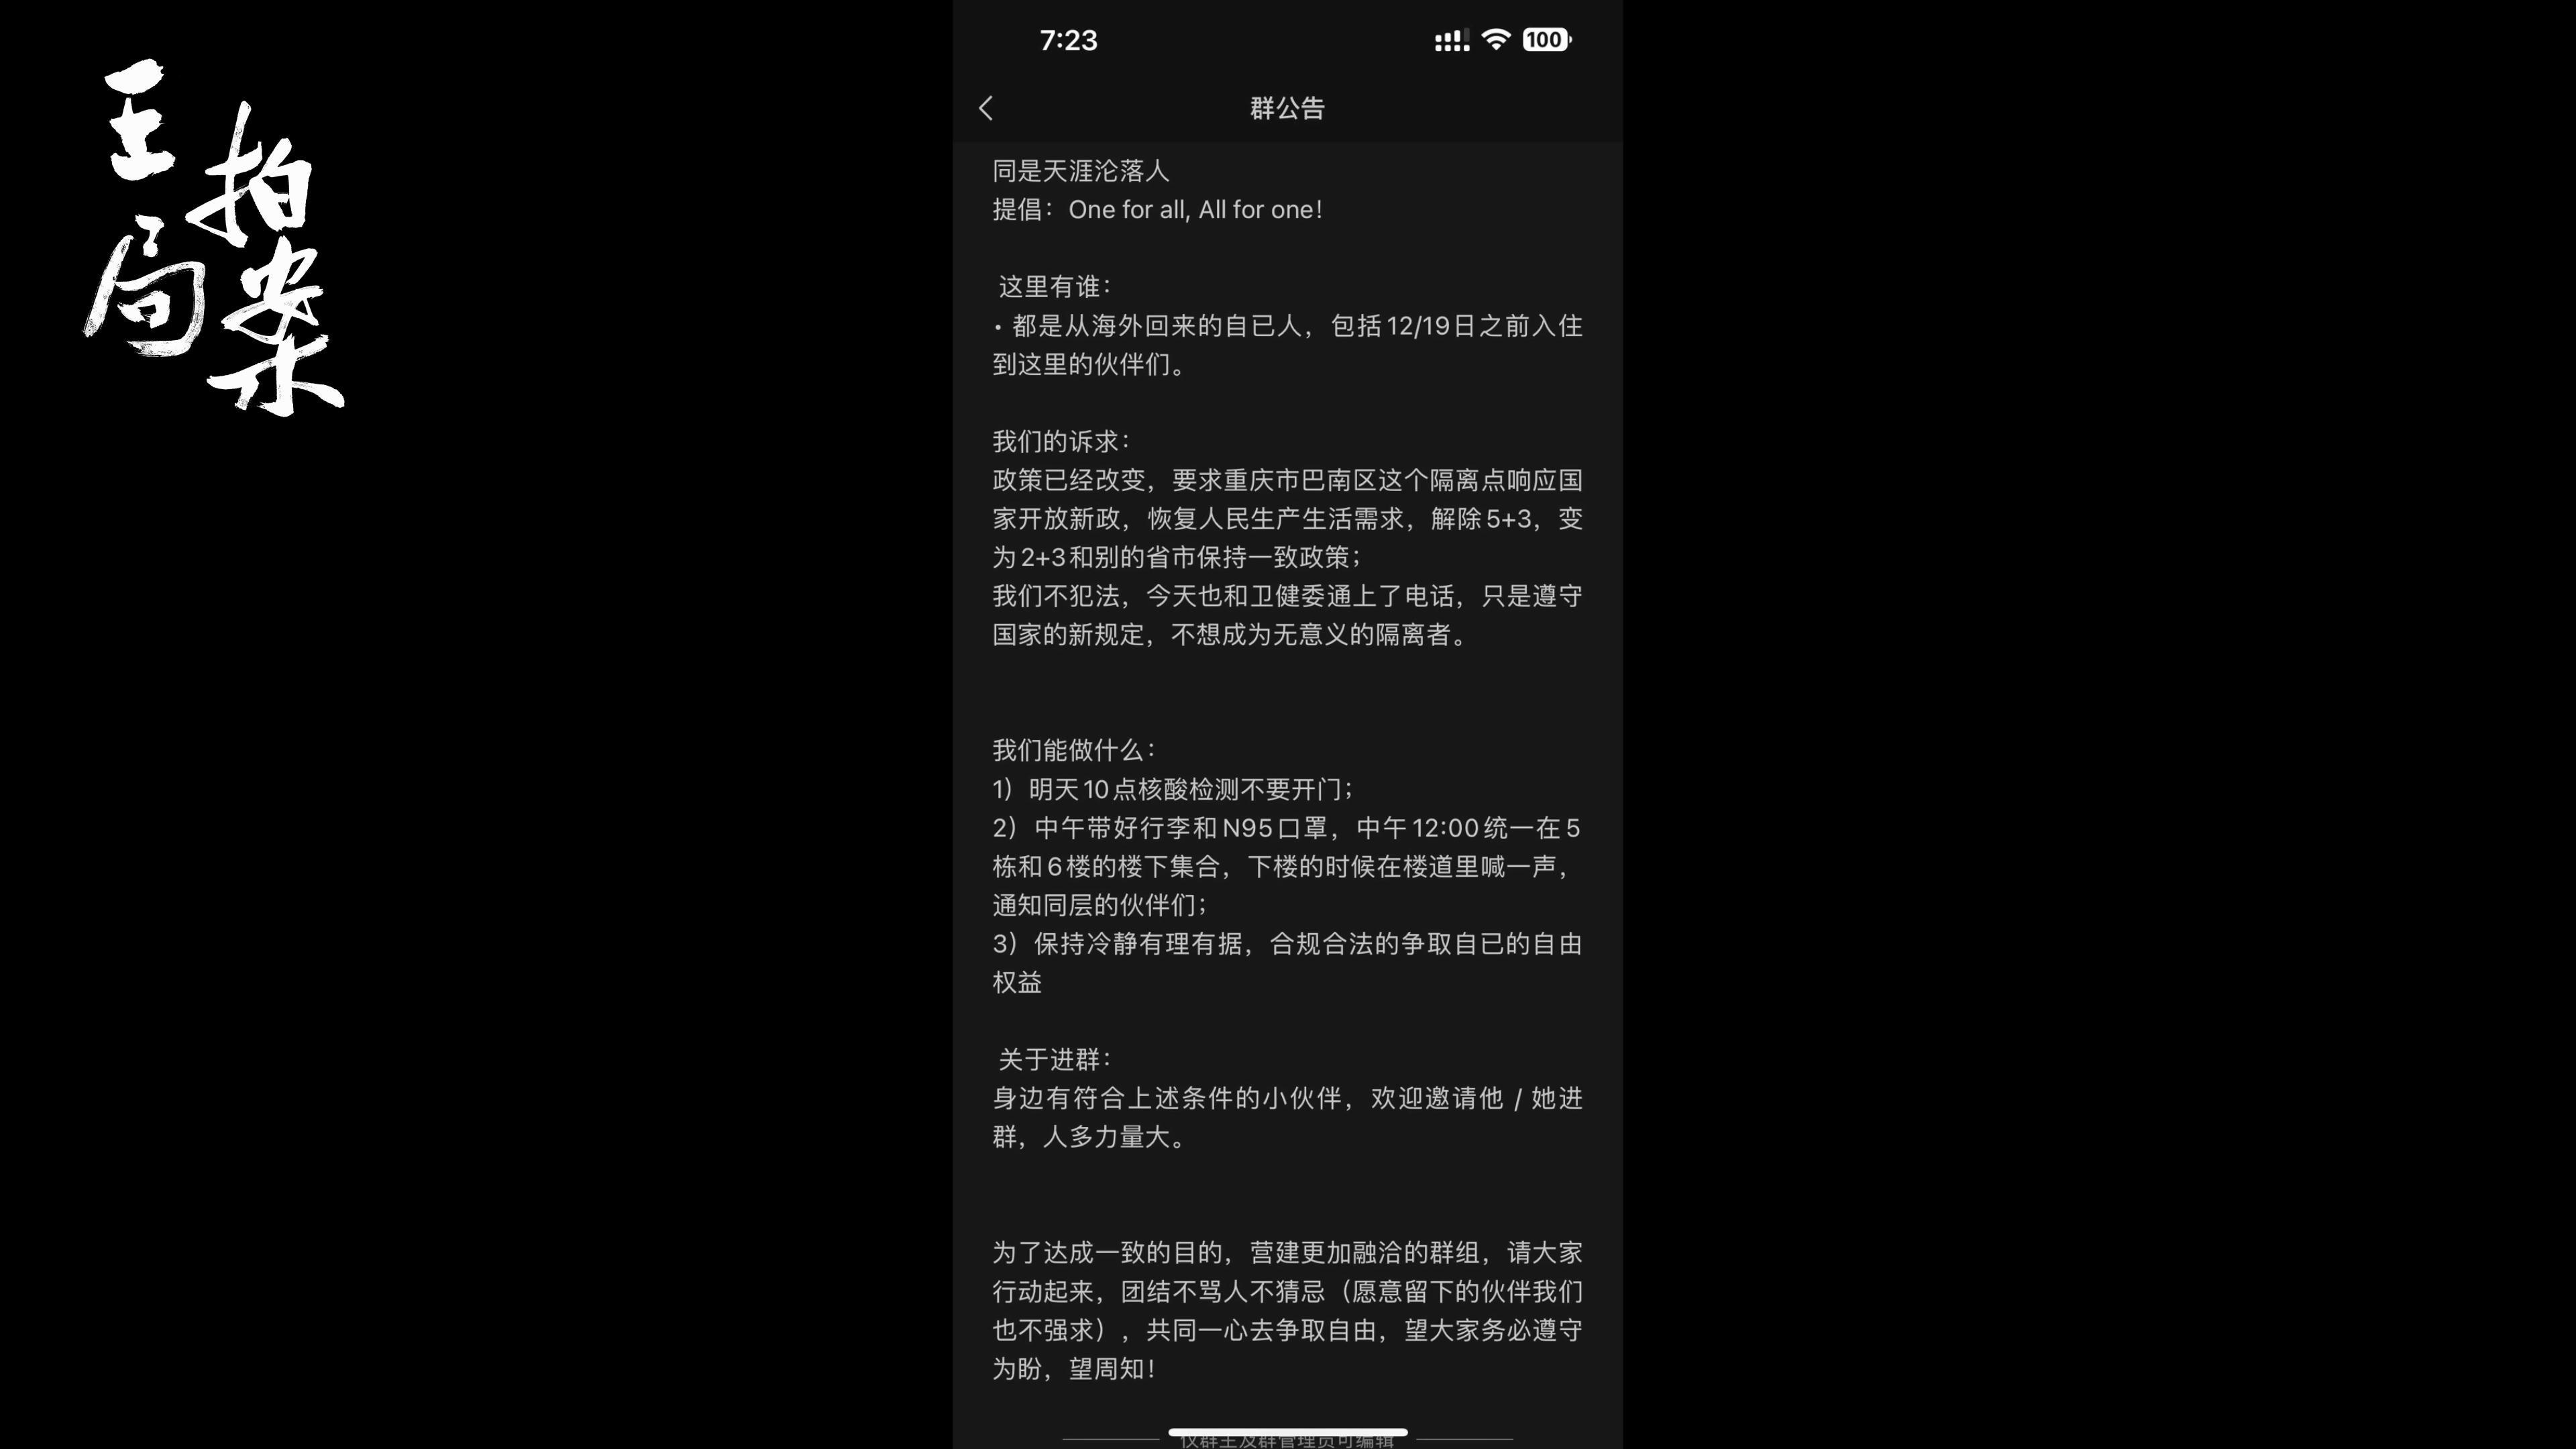 王局
拍案
7:23
100
群公告
同是天涯沦落人
提倡：One for all, All for one！
这里有谁：
• 都是从海外回来的自已人，包括12/19日之前入住
到这里的伙伴们。
我们的诉求：
政策已经改变，要求重庆市巴南区这个隔离点响应国
家开放新政，恢复人民生产生活需求，解除5+3，变
为2+3和别的省市保持一致政策；
我们不犯法，今天也和卫健委通上了电话，只是遵守
国家的新规定，不想成为无意义的隔离者。
我们能做什么：
1）明天10点核酸检测不要开门；
2）中午带好行李和N95口罩，中午12:00统一在5
栋和6楼的楼下集合，下楼的时候在楼道里喊一声，
通知同层的伙伴们；
3）保持冷静有理有据，合规合法的争取自已的自由
权益
关于进群：
身边有符合上述条件的小伙伴，欢迎邀请他 / 她进
群，人多力量大。
为了达成一致的目的，营建更加融洽的群组，请大家
行动起来，团结不骂人不猜忌（愿意留下的伙伴我们
也不强求），共同一心去争取自由，望大家务必遵守
为盼，望周知！
仅群主及群管理员可编辑